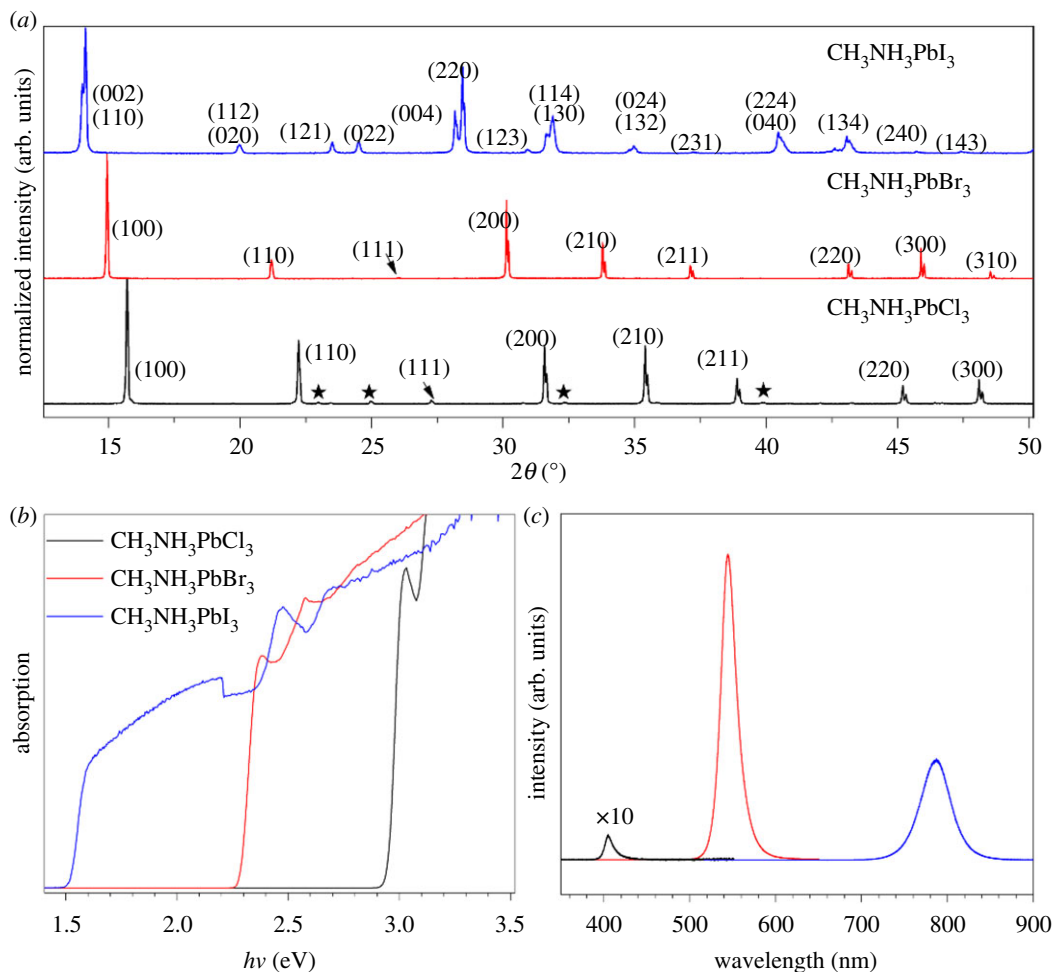 (a)
normalized intensity (arb. units)
CH₃NH₃PbI₃
(002)
(110)
(112)
(020)
(121)
(022)
(004)
(220)
(123)
(114)
(130)
(024)
(132)
(231)
(224)
(040)
(134)
(240)
(143)
CH₃NH₃PbBr₃
(100)
(110)
(111)
(200)
(210)
(211)
(220)
(300)
(310)
CH₃NH₃PbCl₃
(100)
(110)
★
★
(111)
(200)
★
(210)
(211)
★
(220)
(300)
15 20 25 30 35 40 45 50
2θ (°)
(b)
CH₃NH₃PbCl₃
CH₃NH₃PbBr₃
CH₃NH₃PbI₃
absorption
1.5 2.0 2.5 3.0 3.5
hν (eV)
(c)
intensity (arb. units)
×10
400 500 600 700 800 900
wavelength (nm)